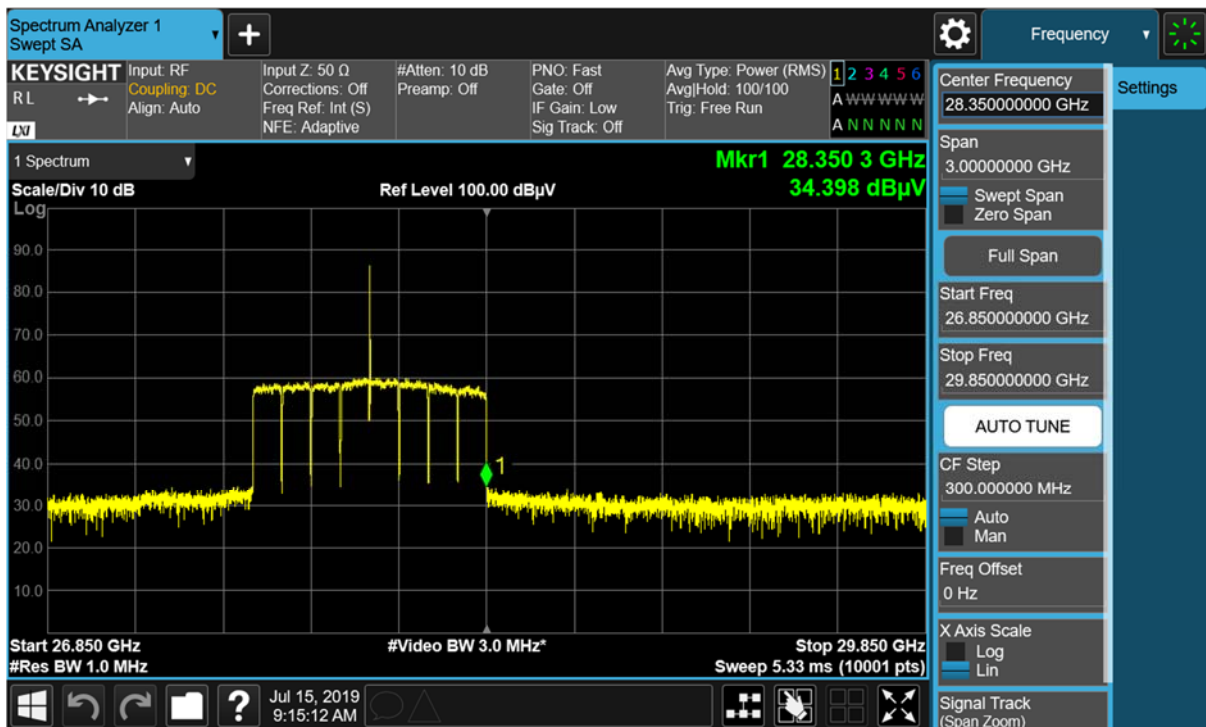 Spectrum Analyzer 1
Swept SA
Frequency
KEYSIGHT
RL
LXI
Input: RF
Coupling: DC
Align: Auto
Input Z: 50 Ω
Corrections: Off
Freq Ref: Int (S)
NFE: Adaptive
#Atten: 10 dB
Preamp: Off
PNO: Fast
Gate: Off
IF Gain: Low
Sig Track: Off
Avg Type: Power (RMS)
Avg|Hold: 100/100
Trig: Free Run
1 2 3 4 5 6
A W W W W W
A N N N N N
1 Spectrum
Scale/Div 10 dB
Ref Level 100.00 dBµV
Mkr1 28.350 3 GHz
34.398 dBµV
Log
90.0
80.0
70.0
60.0
50.0
40.0
30.0
20.0
10.0
1
Start 26.850 GHz
#Res BW 1.0 MHz
#Video BW 3.0 MHz*
Stop 29.850 GHz
Sweep 5.33 ms (10001 pts)
?
Jul 15, 2019
9:15:12 AM
Center Frequency
28.350000000 GHz
Settings
Span
3.00000000 GHz
Swept Span
Zero Span
Full Span
Start Freq
26.850000000 GHz
Stop Freq
29.850000000 GHz
AUTO TUNE
CF Step
300.000000 MHz
Auto
Man
Freq Offset
0 Hz
X Axis Scale
Log
Lin
Signal Track
(Span Zoom)